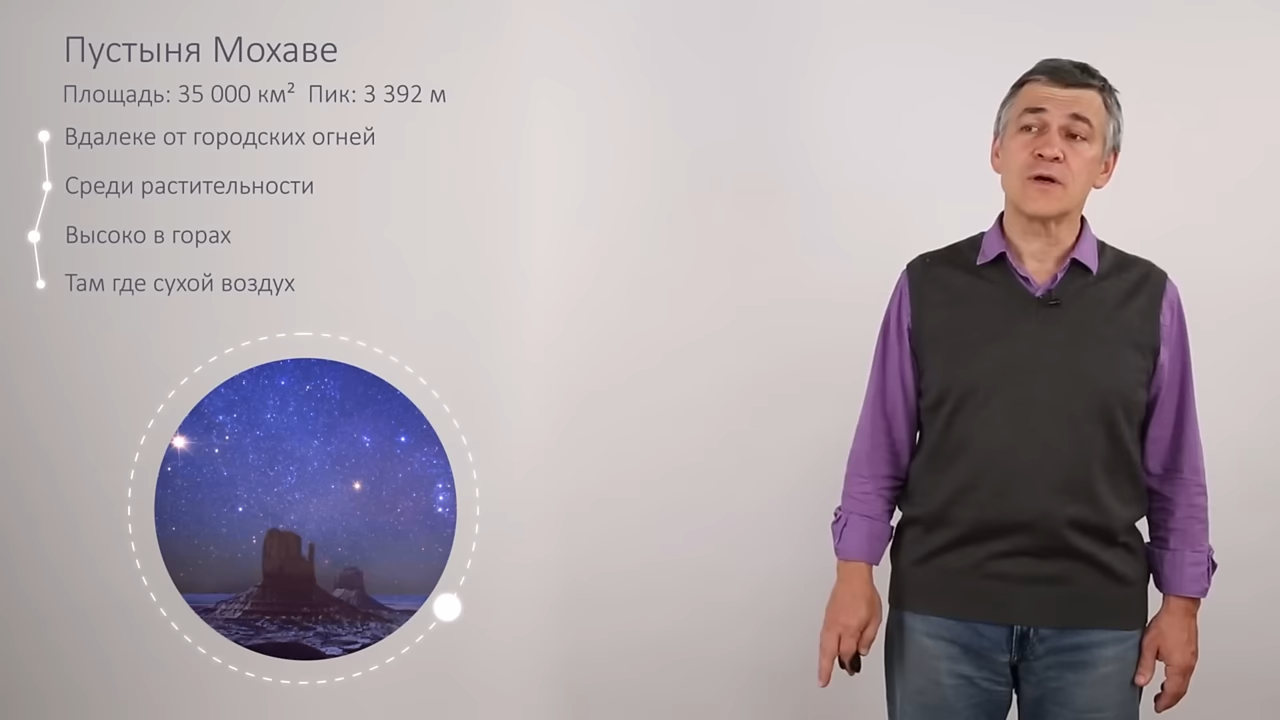 Пустыня Мохаве
Площадь: 35 000 км² Пик: 3 392 м
Вдалеке от городских огней
Среди растительности
Высоко в горах
Там где сухой воздух